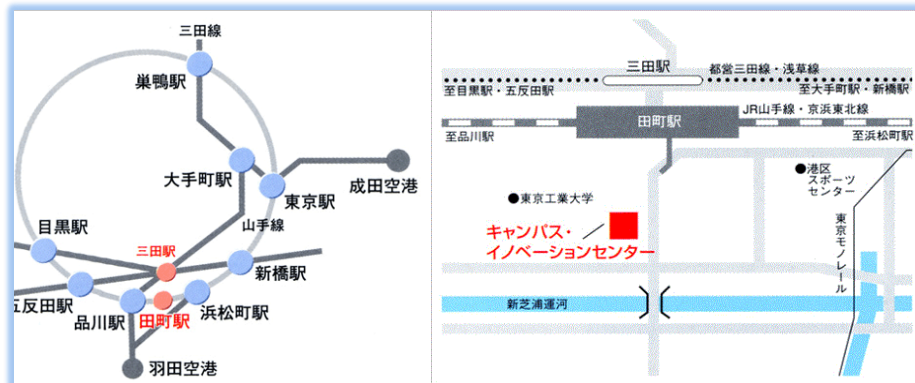 三田線
巣鴨駅
大手町駅
東京駅
成田空港
山手線
目黒駅
三田駅
新橋駅
五反田駅
品川駅
田町駅
浜松町駅
羽田空港
三田駅
都営三田線・浅草線
至目黒駅・五反田駅
至大手町駅・新橋駅
田町駅
JR山手線・京浜東北線
至品川駅
至浜松町駅
港区
スポーツ
センター
東京工業大学
キャンパス・
イノベーションセンター
東京モノレール
新芝浦運河